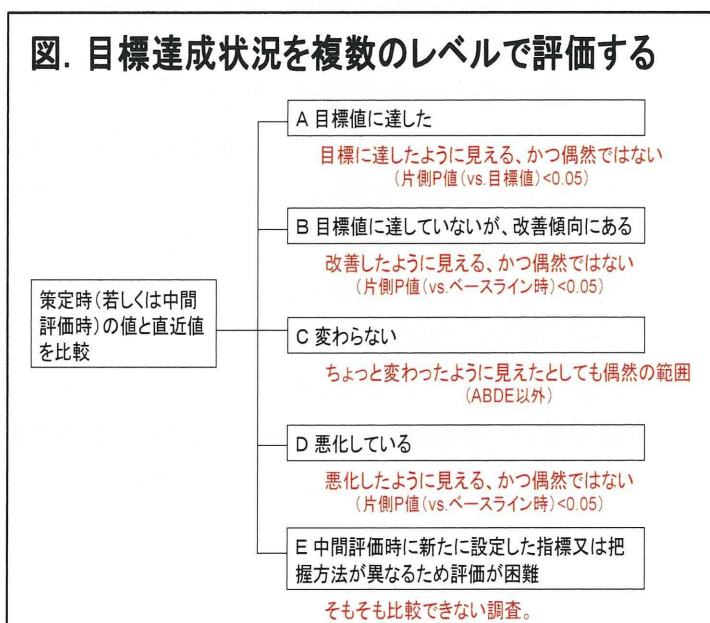 図. 目標達成状況を複数のレベルで評価する
A 目標値に達した
目標に達したように見える、かつ偶然ではない
(片側P値(vs.目標値)<0.05)
B 目標値に達していないが、改善傾向にある
改善したように見える、かつ偶然ではない
(片側P値(vs.ベースライン時)<0.05)
策定時(若しくは中間
評価時)の値と直近値
を比較
C 変わらない
ちょっと変わったように見えたとしても偶然の範囲
(ABDE以外)
D 悪化している
悪化したように見える、かつ偶然ではない
(片側P値(vs.ベースライン時)<0.05)
E 中間評価時に新たに設定した指標又は把
握方法が異なるため評価が困難
そもそも比較できない調査。